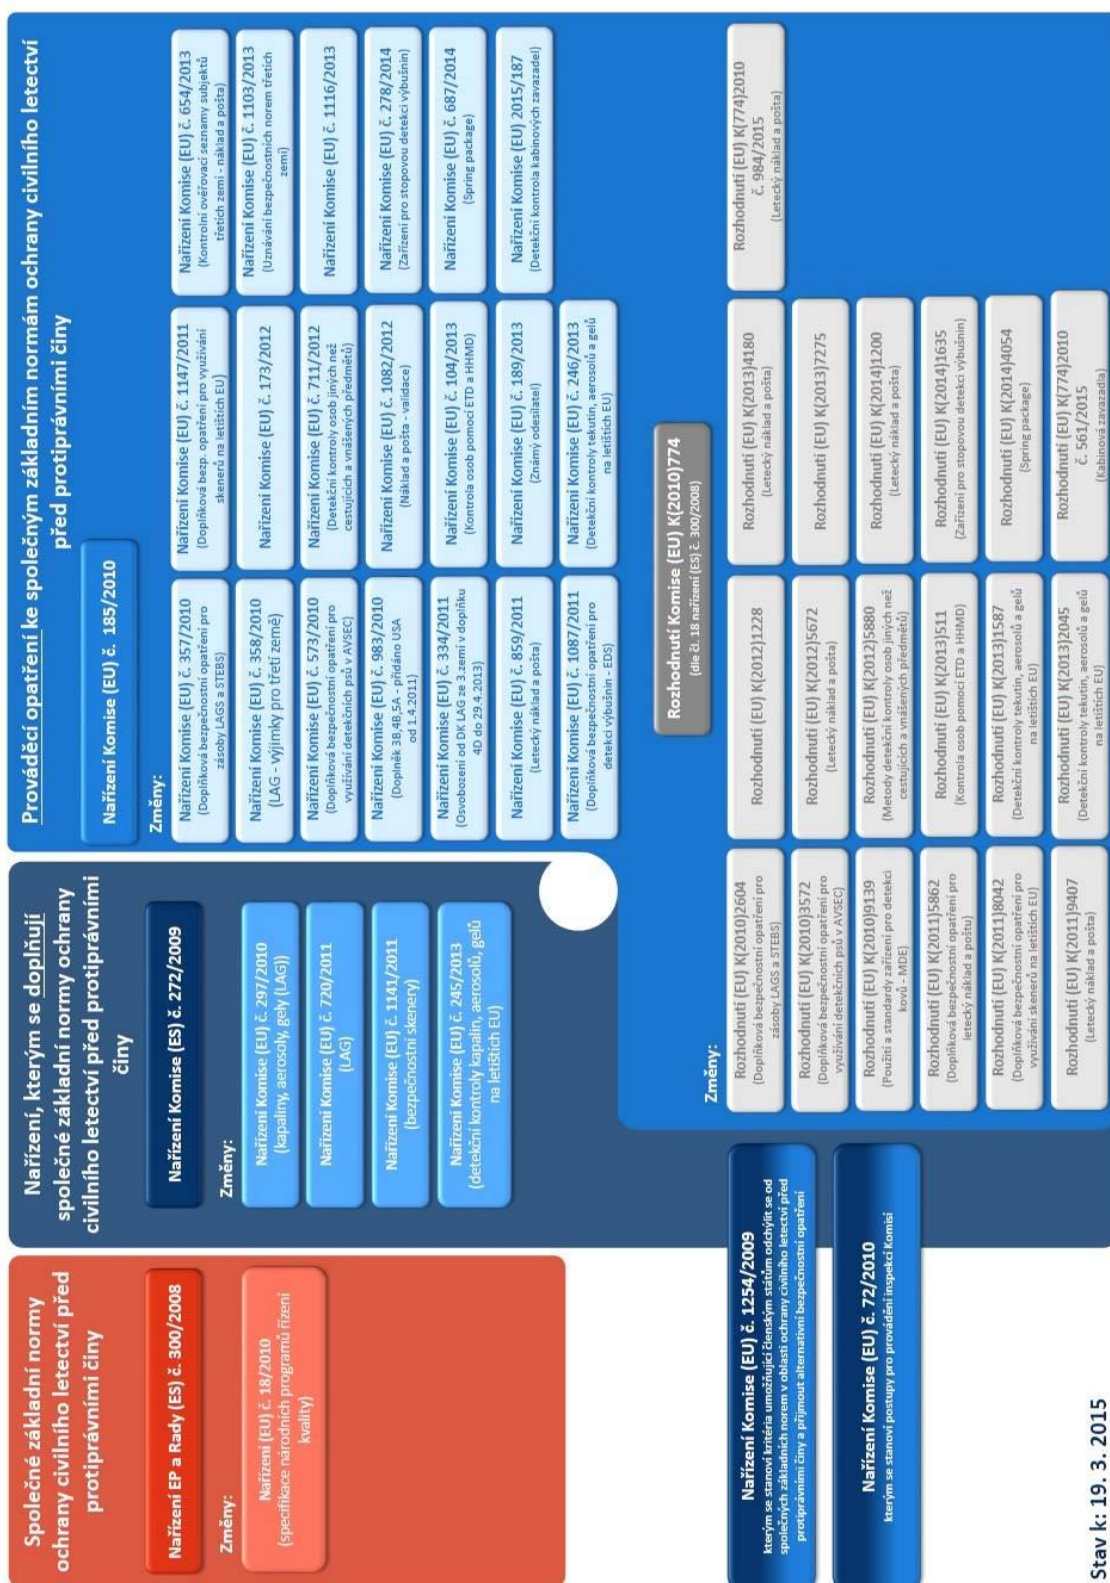 Společné základní normy
ochrany civilního letectví před
protiprávními činy
Nařízení EP a Rady (ES) č. 300/2008
Změny:
Nařízení (EU) č. 18/2010
(specifikace národních programů řízení
kvality)
Nařízení, kterým se doplňují
společné základní normy ochrany
civilního letectví před protiprávními
činy
Nařízení Komise (ES) č. 272/2009
Změny:
Nařízení Komise (EU) č. 297/2010
(kapaliny, aerosoly, gely (LAG))
Nařízení Komise (EU) č. 720/2011
(LAG)
Nařízení Komise (EU) č. 1141/2011
(bezpečnostní skenery)
Nařízení Komise (EU) č. 245/2013
(detekční kontroly kapalin, aerosolů, gelů
na letištích EU)
Prováděcí opatření ke společným základním normám ochrany civilního letectví
před protiprávními činy
Nařízení Komise (EU) č. 185/2010
Změny:
Nařízení Komise (EU) č. 357/2010
(Doplňková bezpečnostní opatření pro
zásoby LAGS a STEBS)
Nařízení Komise (EU) č. 358/2010
(LAG - výjimky pro třetí země)
Nařízení Komise (EU) č. 573/2010
(Doplňková bezpečnostní opatření pro
využívání detekčních psů v AVSEC)
Nařízení Komise (EU) č. 983/2010
(Doplněk 3B,4B,5A - přidáno USA
od 1.4.2011)
Nařízení Komise (EU) č. 334/2011
(Osvobození od DK LAG ze 3.zemí v doplňku
4D do 29.4.2013)
Nařízení Komise (EU) č. 859/2011
(Letecký náklad a pošta)
Nařízení Komise (EU) č. 1087/2011
(Doplňková bezpečnostní opatření pro
detekci výbušnin - EDS)
Nařízení Komise (EU) č. 1147/2011
(Doplňková bezp. opatření pro využívání
skenerů na letištích EU)
Nařízení Komise (EU) č. 173/2012
Nařízení Komise (EU) č. 711/2012
(Detekční kontroly osob jiných než
cestujících a vnášených předmětů)
Nařízení Komise (EU) č. 1082/2012
(Náklad a pošta - validace)
Nařízení Komise (EU) č. 104/2013
(Kontrola osob pomocí ETD a HHMD)
Nařízení Komise (EU) č. 189/2013
(Známý odesílatel)
Nařízení Komise (EU) č. 246/2013
(Detekční kontroly tekutin, aerosolů a gelů
na letištích EU)
Nařízení Komise (EU) č. 654/2013
(Kontrolní ověřovací seznamy subjektů
třetích zemí - náklad a pošta)
Nařízení Komise (EU) č. 1103/2013
(Uznávání bezpečnostních norem třetích
zemí)
Nařízení Komise (EU) č. 1116/2013
Nařízení Komise (EU) č. 278/2014
(Zařízení pro stopovou detekci výbušnin)
Nařízení Komise (EU) č. 687/2014
(Spring package)
Nařízení Komise (EU) 2015/187
(Detekční kontrola kabinových zavazadel)
Rozhodnutí Komise (EU) K(2010)774
(dle čl. 18 nařízení (ES) č. 300/2008)
Změny:
Rozhodnutí (EU) K(2010)2604
(Doplňková bezpečnostní opatření pro
zásoby LAGS a STEBS)
Rozhodnutí (EU) K(2010)3572
(Doplňková bezpečnostní opatření pro
využívání detekčních psů v AVSEC)
Rozhodnutí (EU) K(2010)9139
(Použití a standardy zařízení pro detekci
kovů - MDE)
Rozhodnutí (EU) K(2011)5862
(Doplňková bezpečnostní opatření pro
letecký náklad a poštu)
Rozhodnutí (EU) K(2011)8042
(Doplňková bezpečnostní opatření pro
využívání skenerů na letištích EU)
Rozhodnutí (EU) K(2011)9407
(Letecký náklad a pošta)
Rozhodnutí (EU) K(2012)1228
Rozhodnutí (EU) K(2012)5672
(Letecký náklad a pošta)
Rozhodnutí (EU) K(2012)5880
(Metody detekční kontroly osob jiných než
cestujících a vnášených předmětů)
Rozhodnutí (EU) K(2013)511
(Kontrola osob pomocí ETD a HHMD)
Rozhodnutí (EU) K(2013)1587
(Detekční kontroly tekutin, aerosolů a gelů
na letištích EU)
Rozhodnutí (EU) K(2013)2045
(Detekční kontroly tekutin, aerosolů a gelů
na letištích EU)
Rozhodnutí (EU) K(2013)4180
(Letecký náklad a pošta)
Rozhodnutí (EU) K(2013)7275
Rozhodnutí (EU) K(2014)1200
(Letecký náklad a pošta)
Rozhodnutí (EU) K(2014)1635
(Zařízení pro stopovou detekci výbušnin)
Rozhodnutí (EU) K(2014)4054
(Spring package)
Rozhodnutí (EU) K(774)2010
č. 561/2015
(Kabinová zavazadla)
Rozhodnutí (EU) K(774)2010
č. 984/2015
(Letecký náklad a pošta)
Nařízení Komise (EU) č. 1254/2009
kterým se stanoví kritéria umožňující členským státům odchýlit se od
společných základních norem v oblasti ochrany civilního letectví před
protiprávními činy a přijmout alternativní bezpečnostní opatření
Nařízení Komise (EU) č. 72/2010
kterým se stanoví postupy pro provádění inspekcí Komisí
Stav k: 19. 3. 2015